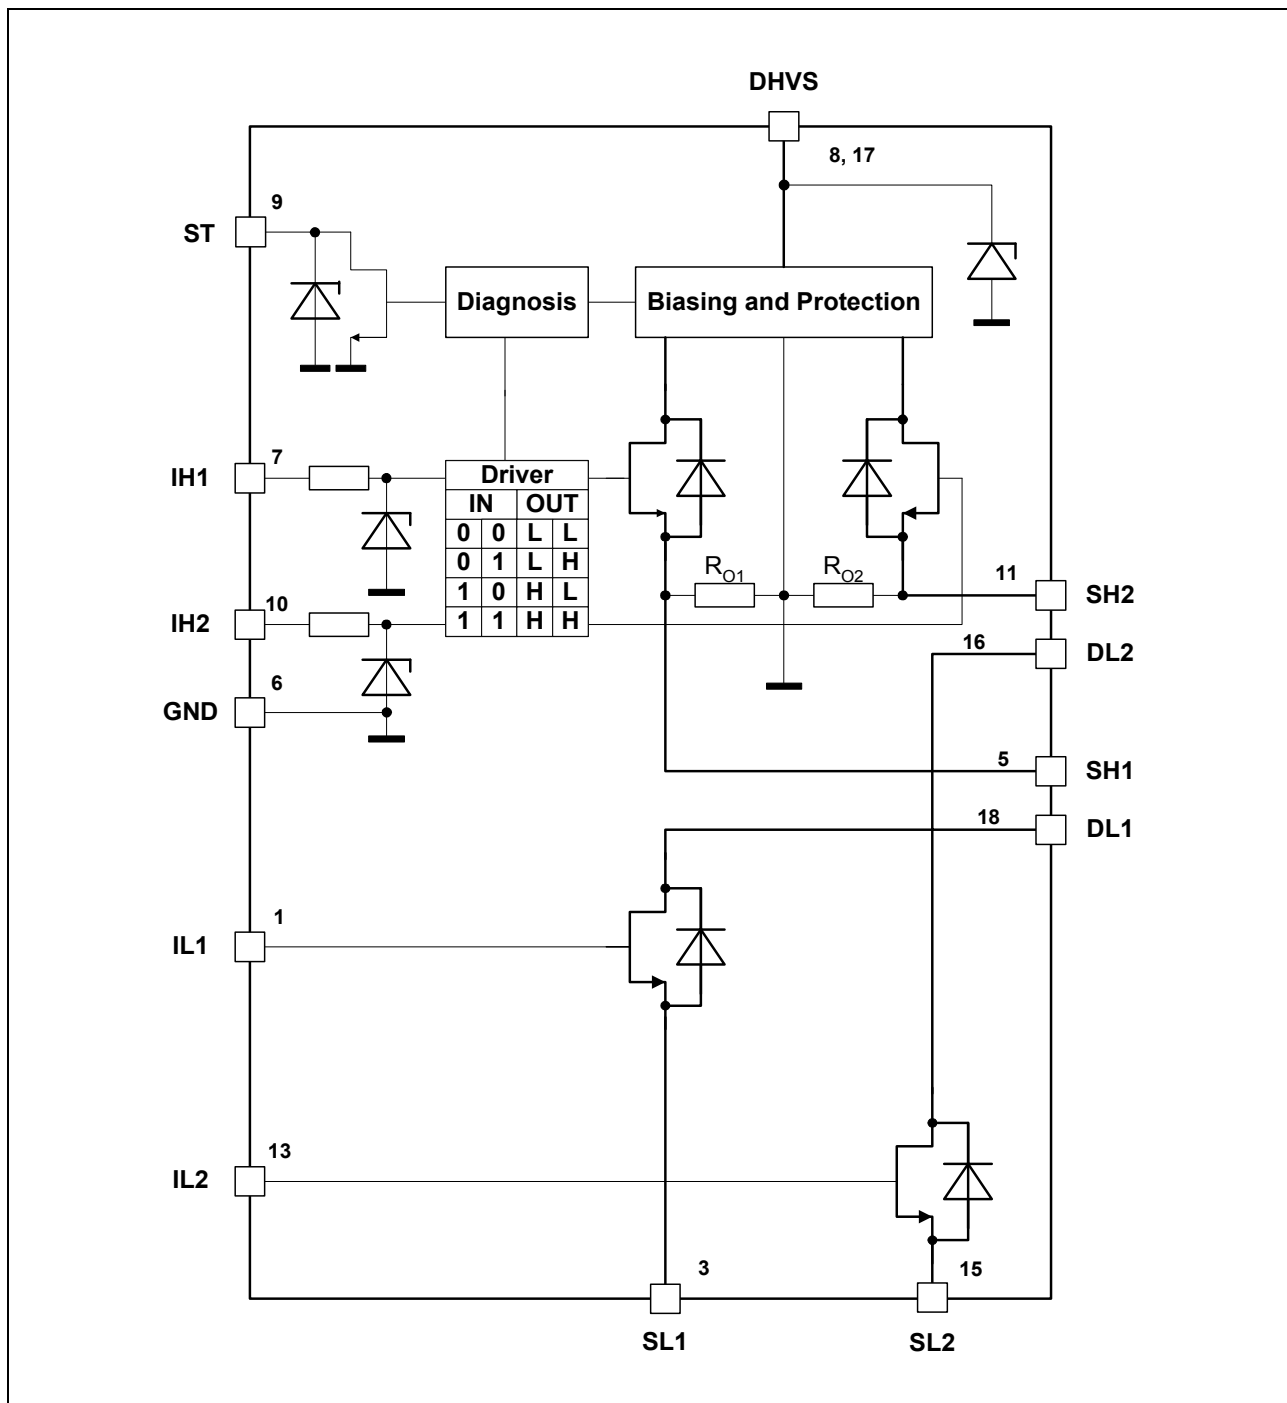 DHVS
8, 17
9
ST
Diagnosis
Biasing and Protection
7
IH1
Driver
IN OUT
0 0 L L
0 1 L H
1 0 H L
1 1 H H
RO1
RO2
11
SH2
10
IH2
16
DL2
6
GND
5
SH1
18
DL1
1
IL1
13
IL2
3
15
SL1
SL2